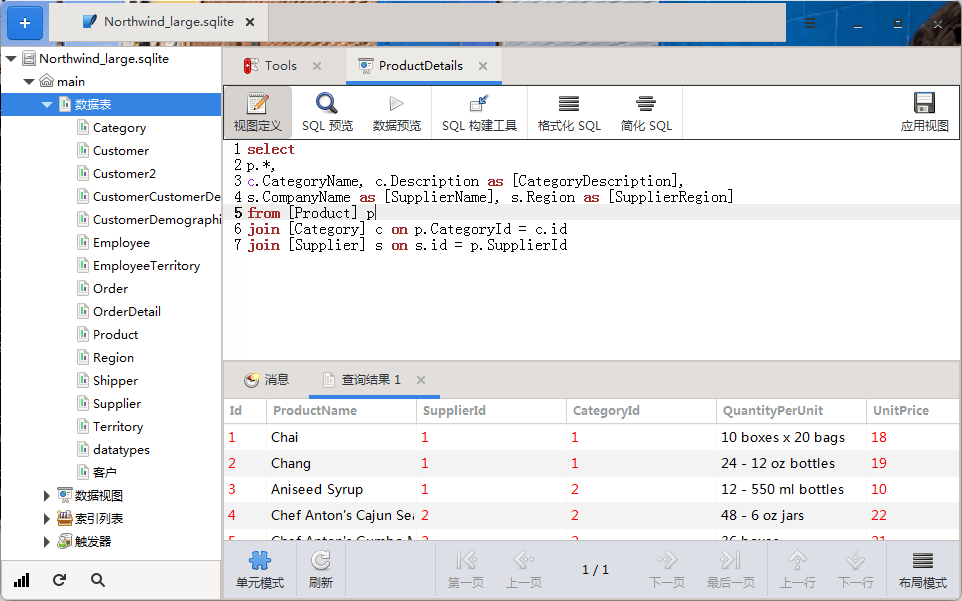 Northwind_large.sqlite
Northwind_large.sqlite
main
数据表
Category
Customer
Customer2
CustomerCustomerDe
CustomerDemographi
Employee
EmployeeTerritory
Order
OrderDetail
Product
Region
Shipper
Supplier
Territory
datatypes
客户
数据视图
索引列表
触发器
Tools
ProductDetails
视图定义
SQL 预览
数据预览
SQL 构建工具
格式化 SQL
简化 SQL
应用视图
1 select
2 p.*,
3 c.CategoryName, c.Description as [CategoryDescription],
4 s.CompanyName as [SupplierName], s.Region as [SupplierRegion]
5 from [Product] p
6 join [Category] c on p.CategoryId = c.id
7 join [Supplier] s on s.id = p.SupplierId
消息
查询结果 1
Id ProductName SupplierId CategoryId QuantityPerUnit UnitPrice
1 Chai 1 1 10 boxes x 20 bags 18
2 Chang 1 1 24 - 12 oz bottles 19
3 Aniseed Syrup 1 2 12 - 550 ml bottles 10
4 Chef Anton's Cajun Sea 2 2 48 - 6 oz jars 22
5 Chef Anton's Gumbo M 2 2 36 boxes 21
单元模式
刷新
第一页
上一页
1 / 1
下一页
最后一页
上一行
下一行
布局模式